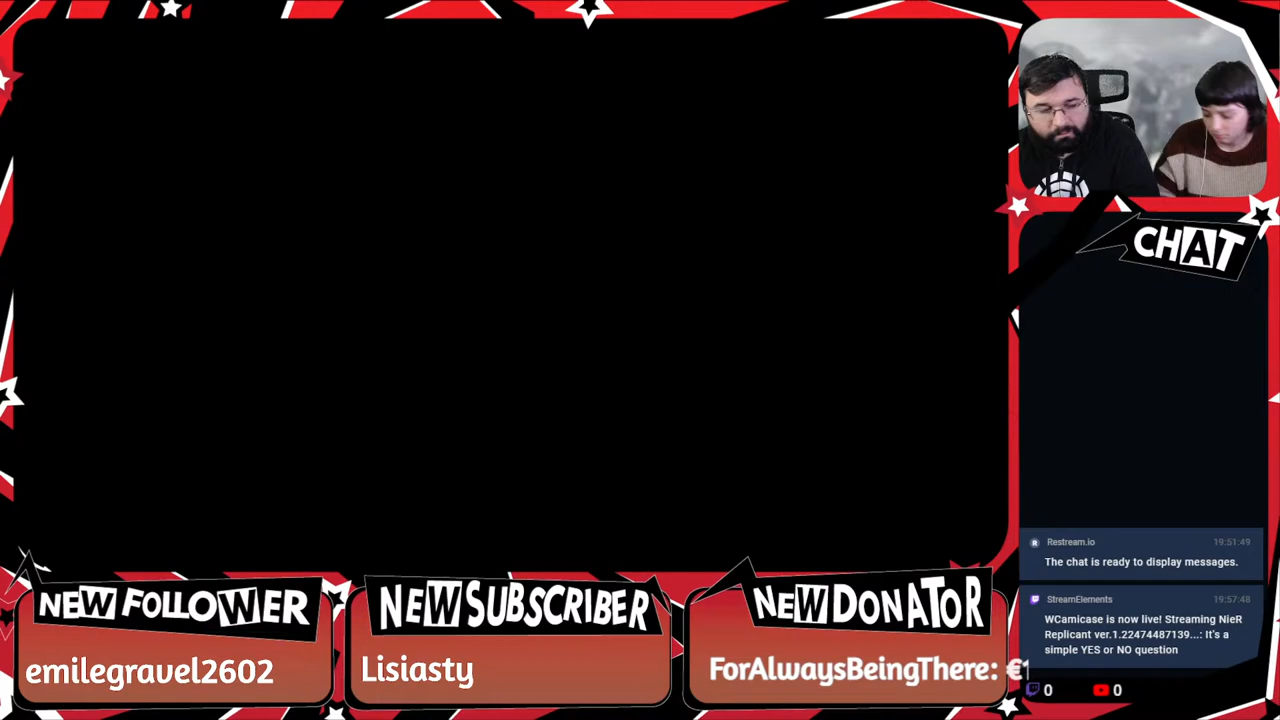 CHAT
Restream.io 19:51:49
The chat is ready to display messages.
StreamElements 19:57:48
WCamicase is now live! Streaming NieR
Replicant ver.1.22474487139...: It's a
simple YES or NO question
0 0
NEW FOLLOWER
emilegravel2602
NEW SUBSCRIBER
Lisiasty
NEW DONATOR
ForAlwaysBeingThere: €